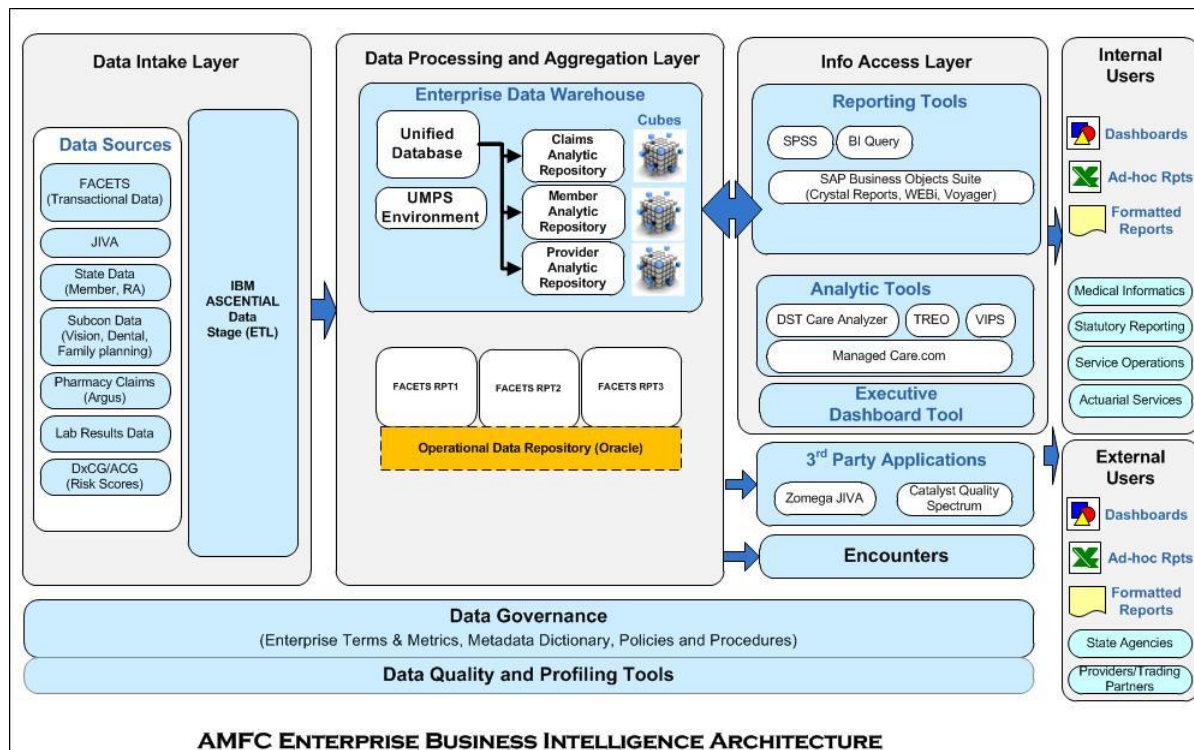 Data Intake Layer
Data Sources
FACETS
(Transactional Data)
JIVA
State Data
(Member, RA)
Subcon Data
(Vision, Dental,
Family planning)
Pharmacy Claims
(Argus)
Lab Results Data
DxCG/ACG
(Risk Scores)
IBM
ASCENTIAL
Data
Stage (ETL)
Data Processing and Aggregation Layer
Enterprise Data Warehouse
Unified
Database
UMPS
Environment
Cubes
Claims
Analytic
Repository
Member
Analytic
Repository
Provider
Analytic
Repository
FACETS RPT1
FACETS RPT2
FACETS RPT3
Operational Data Repository (Oracle)
Info Access Layer
Reporting Tools
SPSS
BI Query
SAP Business Objects Suite
(Crystal Reports, WEBi, Voyager)
Analytic Tools
DST Care Analyzer
TREO
VIPS
Managed Care.com
Executive
Dashboard Tool
3rd Party Applications
Zomega JIVA
Catalyst Quality
Spectrum
Encounters
Internal
Users
Dashboards
Ad-hoc Rpts
Formatted
Reports
Medical Informatics
Statutory Reporting
Service Operations
Actuarial Services
External
Users
Dashboards
Ad-hoc Rpts
Formatted
Reports
State Agencies
Providers/Trading
Partners
Data Governance
(Enterprise Terms & Metrics, Metadata Dictionary, Policies and Procedures)
Data Quality and Profiling Tools
AMFC ENTERPRISE BUSINESS INTELLIGENCE ARCHITECTURE